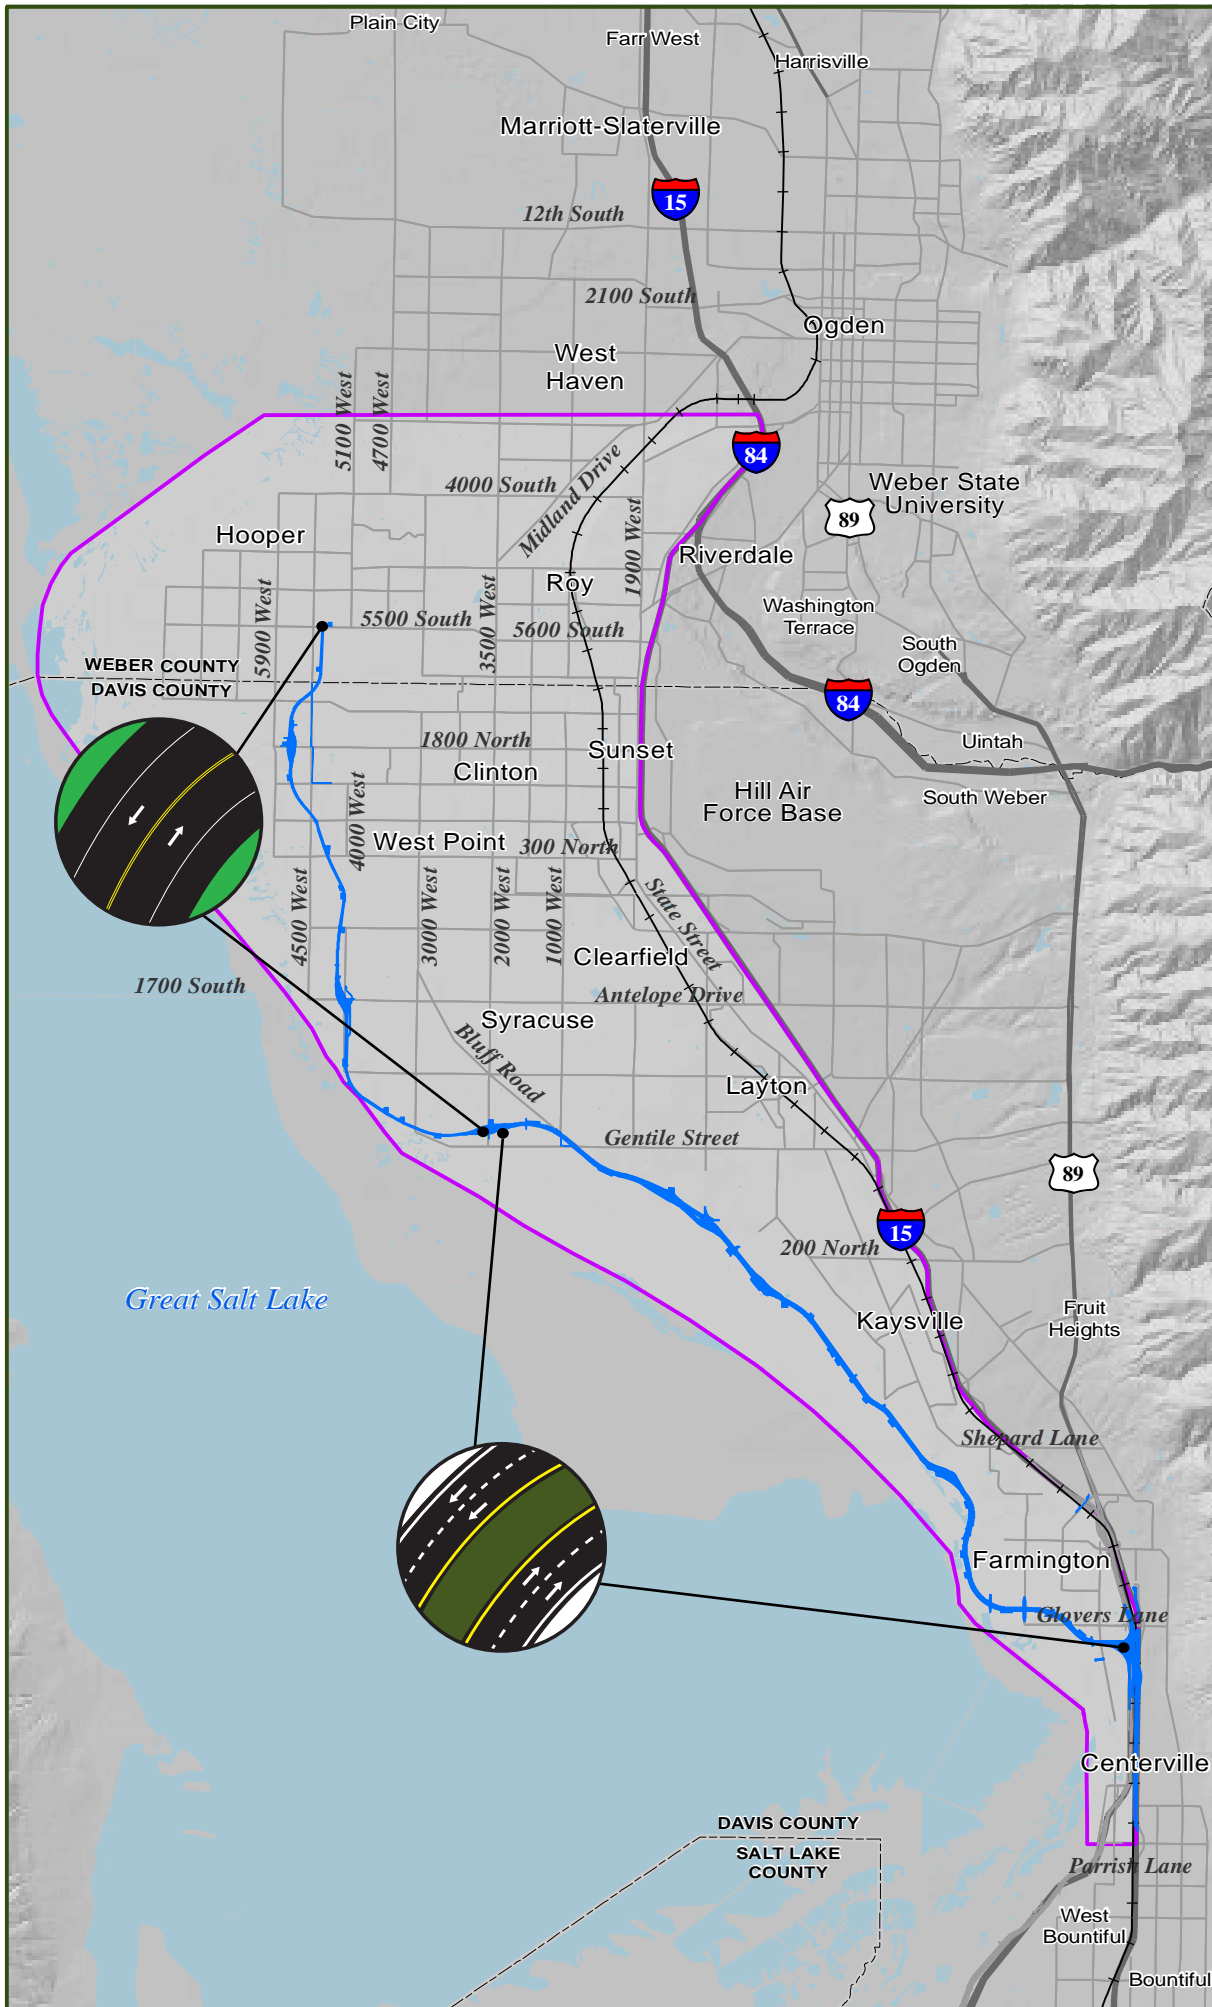 Plain City
Farr West
Harrisville
Marriott-Slaterville
15
12th South
2100 South
Ogden
West
Haven
5100 West
4700 West
84
4000 South
Midland Drive
Weber State
University
89
1900 West
Hooper
Riverdale
Roy
5900 West
3500 West
5500 South
5600 South
Washington
Terrace
South
Ogden
WEBER COUNTY
DAVIS COUNTY
84
1800 North
Sunset
Uintah
Clinton
Hill Air
Force Base
South Weber
4000 West
West Point
300 North
4500 West
3000 West
2000 West
1000 West
State Street
Clearfield
1700 South
Antelope Drive
Syracuse
Bluff Road
Layton
Gentile Street
89
15
200 North
Great Salt Lake
Kaysville
Fruit
Heights
Shepard Lane
Farmington
Glovers Lane
Centerville
DAVIS COUNTY
SALT LAKE
COUNTY
Parrish Lane
West
Bountiful
Bountiful